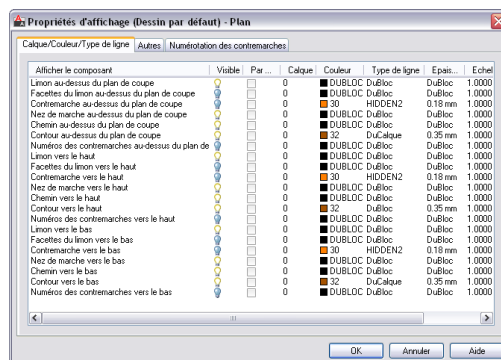 Propriétés d'affichage (Dessin par défaut) - Plan
Calque/Couleur/Type de ligne Autres Numérotation des contremarches
Afficher le composant Visible Par ... Calque Couleur Type de ligne Epais... Echel
Limon au-dessus du plan de coupe 0 DUBLOC DuBloc DuBloc 1.0000
Facettes du limon au-dessus du plan de coupe 0 DUBLOC DuBloc DuBloc 1.0000
Contremarche au-dessus du plan de coupe 0 30 HIDDEN2 0.18 mm 1.0000
Nez de marche au-dessus du plan de coupe 0 DUBLOC DuBloc DuBloc 1.0000
Chemin au-dessus du plan de coupe 0 DUBLOC DuBloc DuBloc 1.0000
Contour au-dessus du plan de coupe 0 32 DuCalque 0.35 mm 1.0000
Numéros des contremarches au-dessus du plan de 0 DUBLOC DuBloc DuBloc 1.0000
Limon vers le haut 0 DUBLOC DuBloc DuBloc 1.0000
Facettes du limon vers le haut 0 DUBLOC DuBloc DuBloc 1.0000
Contremarche vers le haut 0 30 HIDDEN2 0.18 mm 1.0000
Nez de marche vers le haut 0 DUBLOC DuBloc DuBloc 1.0000
Chemin vers le haut 0 DUBLOC DuBloc DuBloc 1.0000
Contour vers le haut 0 32 DuBloc 0.35 mm 1.0000
Numéros des contremarches vers le haut 0 DUBLOC DuBloc DuBloc 1.0000
Limon vers le bas 0 DUBLOC DuBloc DuBloc 1.0000
Facettes du limon vers le bas 0 DUBLOC DuBloc DuBloc 1.0000
Contremarche vers le bas 0 30 HIDDEN2 0.18 mm 1.0000
Nez de marche vers le bas 0 DUBLOC DuBloc DuBloc 1.0000
Chemin vers le bas 0 DUBLOC DuBloc DuBloc 1.0000
Contour vers le bas 0 32 DuCalque 0.35 mm 1.0000
Numéros des contremarches vers le bas 0 DUBLOC DuBloc DuBloc 1.0000
OK Annuler Aide